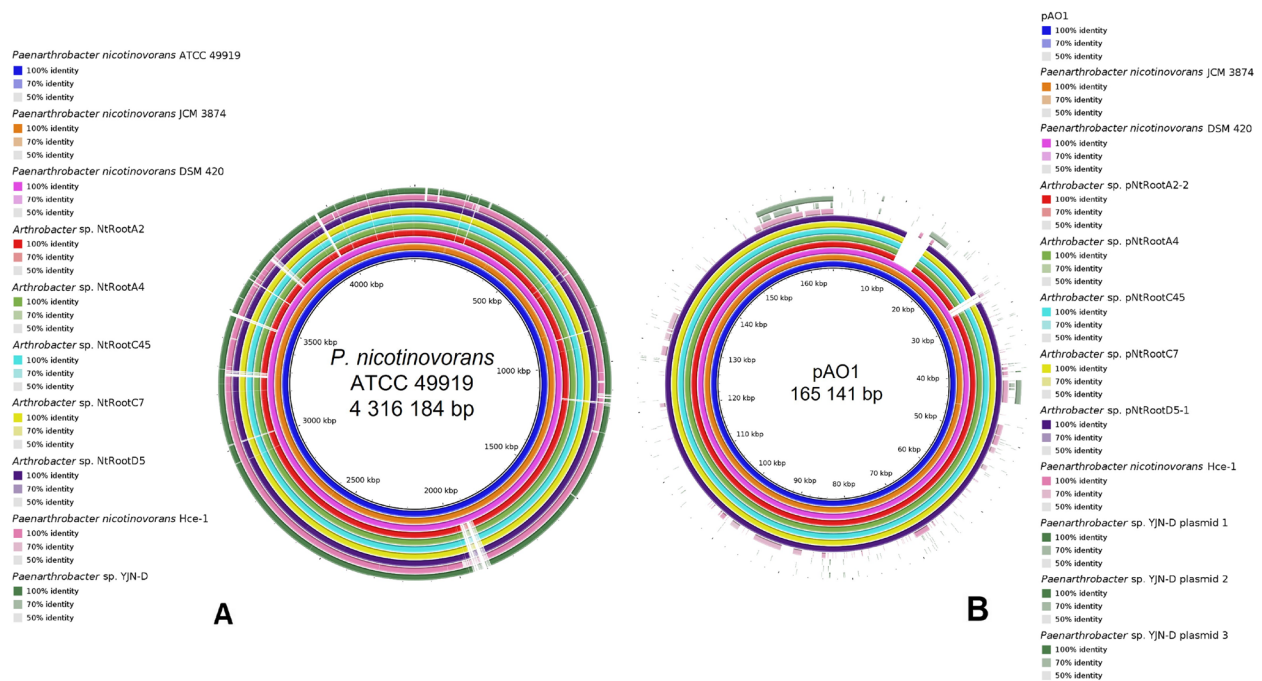 Paenarthrobacter nicotinovorans ATCC 49919
100% identity
70% identity
50% identity
Paenarthrobacter nicotinovorans JCM 3874
100% identity
70% identity
50% identity
Paenarthrobacter nicotinovorans DSM 420
100% identity
70% identity
50% identity
Arthrobacter sp. NtRootA2
100% identity
70% identity
50% identity
Arthrobacter sp. NtRootA4
100% identity
70% identity
50% identity
Arthrobacter sp. NtRootC45
100% identity
70% identity
50% identity
Arthrobacter sp. NtRootC7
100% identity
70% identity
50% identity
Arthrobacter sp. NtRootD5
100% identity
70% identity
50% identity
Paenarthrobacter nicotinovorans Hce-1
100% identity
70% identity
50% identity
Paenarthrobacter sp. YJN-D
100% identity
70% identity
50% identity
500 kbp
1000 kbp
1500 kbp
2000 kbp
2500 kbp
3000 kbp
3500 kbp
4000 kbp
P. nicotinovorans
ATCC 49919
4 316 184 bp
A
10 kbp
20 kbp
30 kbp
40 kbp
50 kbp
60 kbp
70 kbp
80 kbp
90 kbp
100 kbp
110 kbp
120 kbp
130 kbp
140 kbp
150 kbp
160 kbp
pAO1
165 141 bp
B
pAO1
100% identity
70% identity
50% identity
Paenarthrobacter nicotinovorans JCM 3874
100% identity
70% identity
50% identity
Paenarthrobacter nicotinovorans DSM 420
100% identity
70% identity
50% identity
Arthrobacter sp. pNtRootA2-2
100% identity
70% identity
50% identity
Arthrobacter sp. pNtRootA4
100% identity
70% identity
50% identity
Arthrobacter sp. pNtRootC45
100% identity
70% identity
50% identity
Arthrobacter sp. pNtRootC7
100% identity
70% identity
50% identity
Arthrobacter sp. pNtRootD5-1
100% identity
70% identity
50% identity
Paenarthrobacter nicotinovorans Hce-1
100% identity
70% identity
50% identity
Paenarthrobacter sp. YJN-D plasmid 1
100% identity
70% identity
50% identity
Paenarthrobacter sp. YJN-D plasmid 2
100% identity
70% identity
50% identity
Paenarthrobacter sp. YJN-D plasmid 3
100% identity
70% identity
50% identity